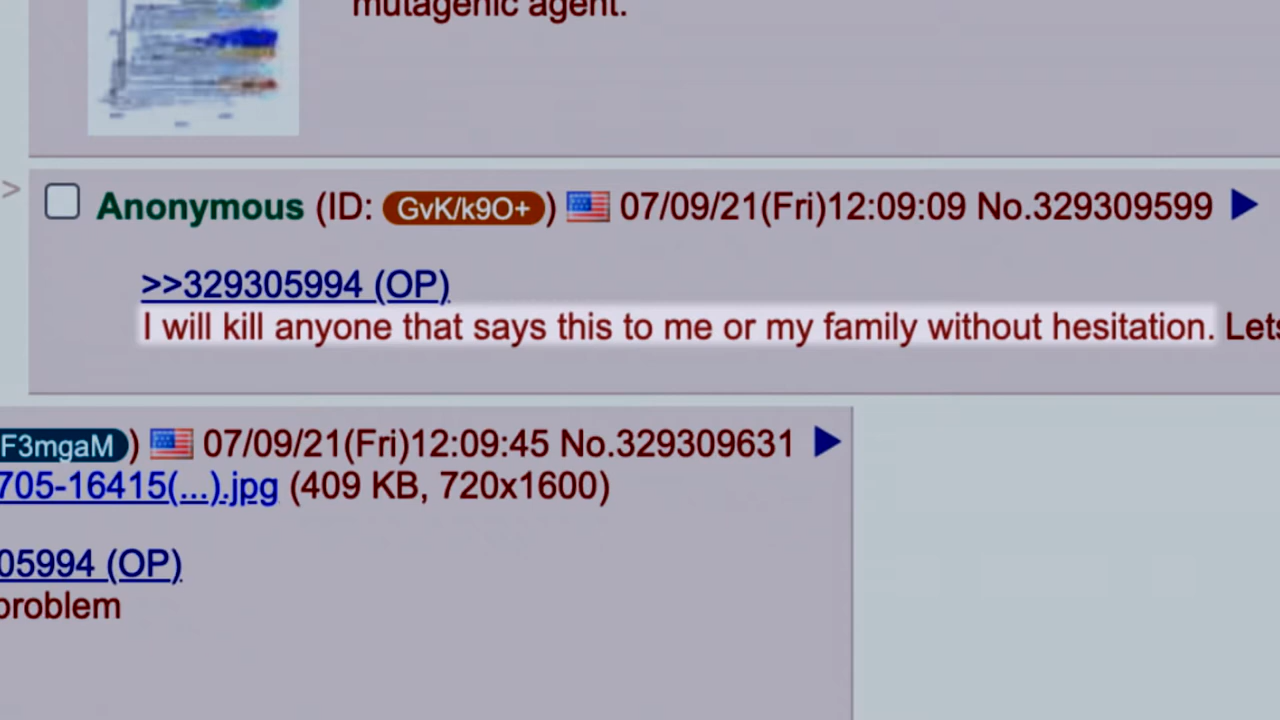 mutagenic agent.
> Anonymous (ID: GvK/k9O+) 07/09/21(Fri)12:09:09 No.329309599 ▶
>>329305994 (OP)
I will kill anyone that says this to me or my family without hesitation. Lets
F3mgaM) 07/09/21(Fri)12:09:45 No.329309631 ▶
705-16415(...).jpg (409 KB, 720x1600)
05994 (OP)
problem